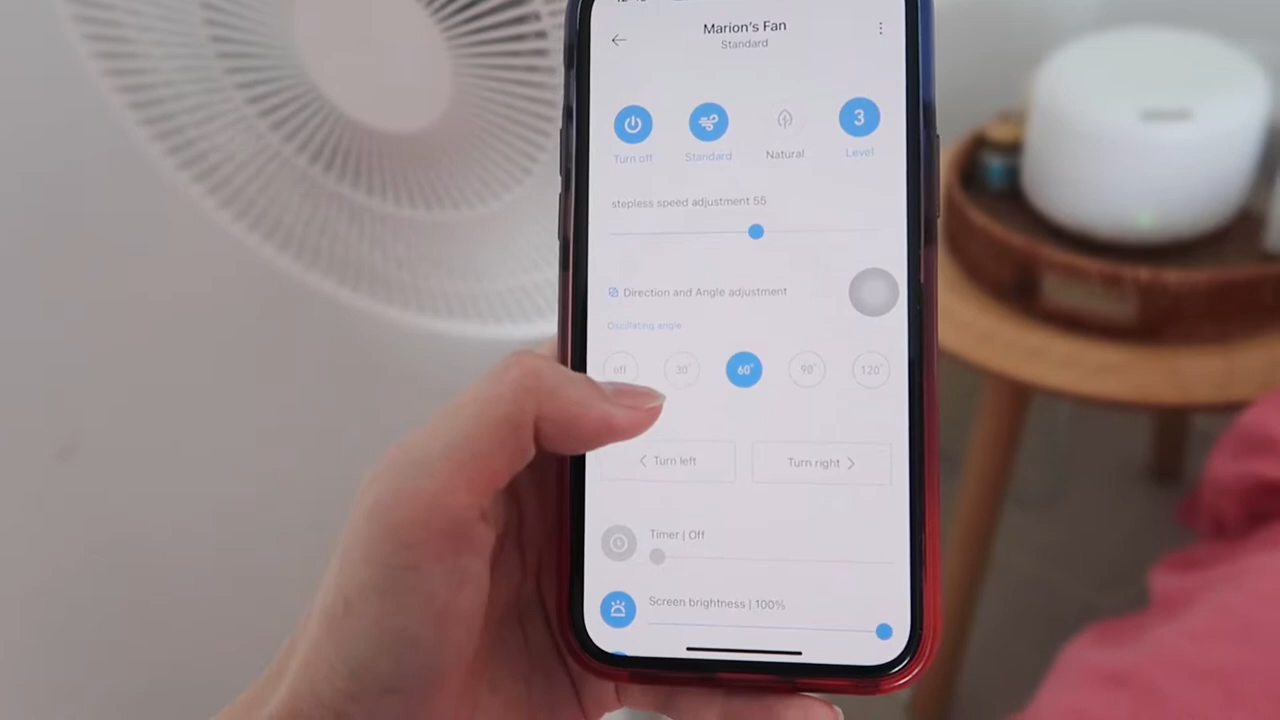 Marion's Fan
Standard
3
Turn off
Standard
Natural
Level
stepless speed adjustment 55
Direction and Angle adjustment
Oscillating angle
off
30°
60°
90°
120°
Turn left
Turn right
Timer | Off
Screen brightness | 100%